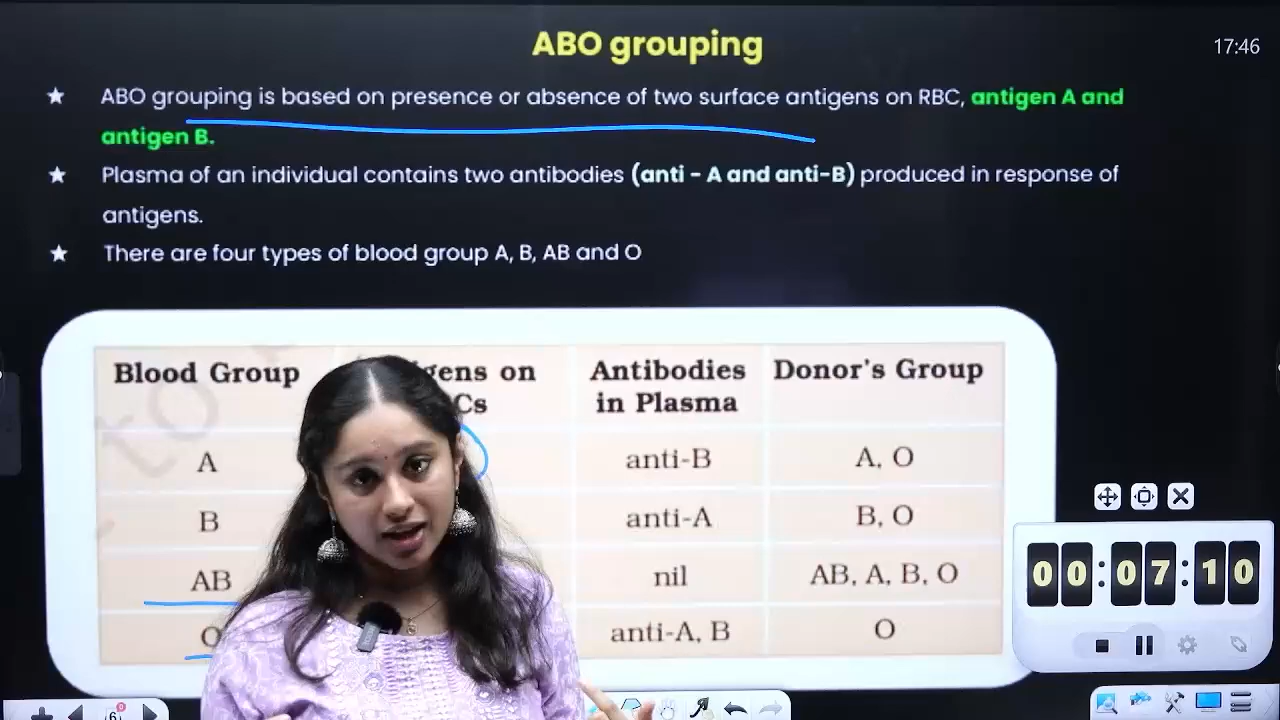 ABO grouping
17:46
★ ABO grouping is based on presence or absence of two surface antigens on RBC, antigen A and
antigen B.
★ Plasma of an individual contains two antibodies (anti - A and anti-B) produced in response of
antigens.
★ There are four types of blood group A, B, AB and O
Blood Group gens on Antibodies Donor's Group
Cs in Plasma
A anti-B A, O
B anti-A B, O
AB nil AB, A, B, O
anti-A, B O
00:07:10